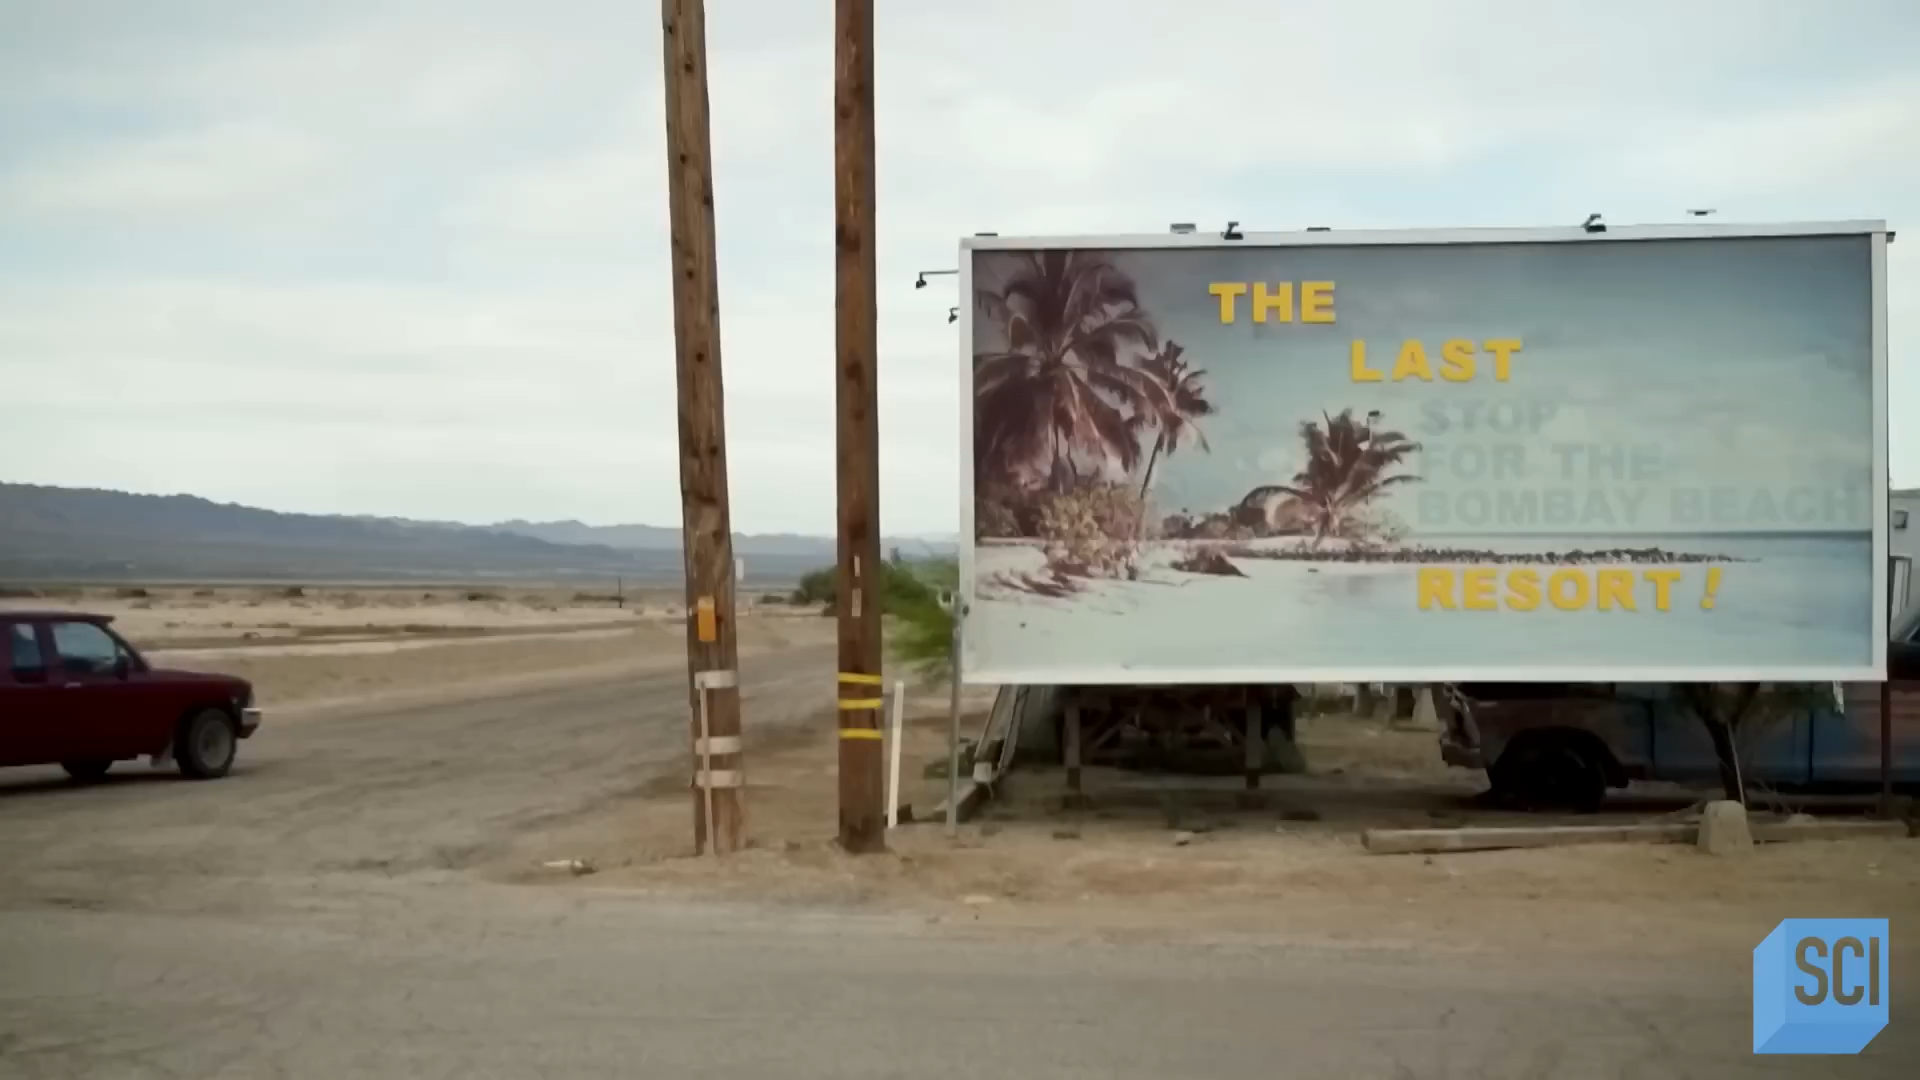 THE
LAST
STOP
FOR THE
BOMBAY BEACH
RESORT!
SCI